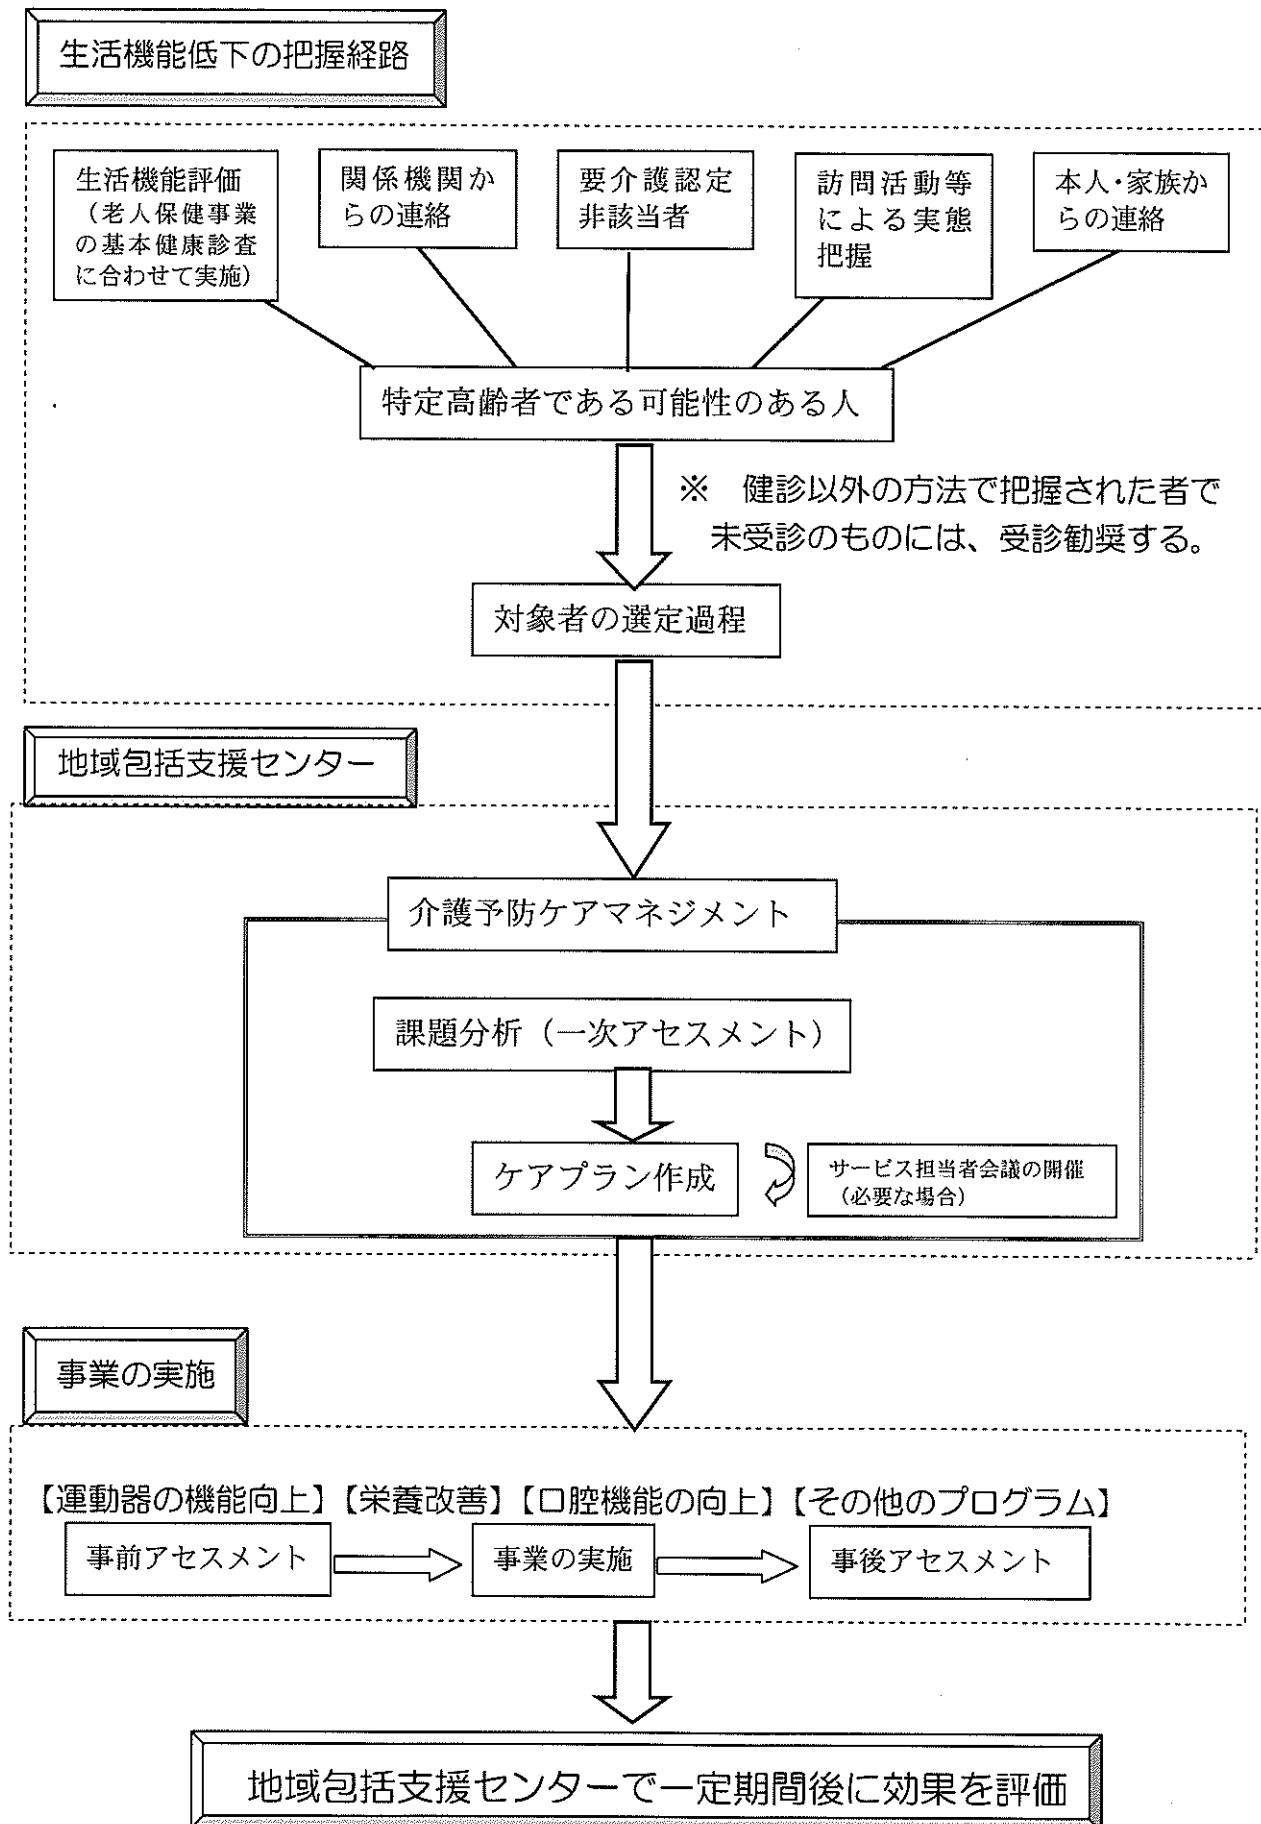 生活機能低下の把握経路
生活機能評価
（老人保健事業
の基本健康診査
に合わせて実施）
関係機関か
らの連絡
要介護認定
非該当者
訪問活動等
による実態
把握
本人・家族か
らの連絡
特定高齢者である可能性のある人
※　健診以外の方法で把握された者で
未受診のものには、受診勧奨する。
対象者の選定過程
地域包括支援センター
介護予防ケアマネジメント
課題分析（一次アセスメント）
ケアプラン作成
サービス担当者会議の開催
（必要な場合）
事業の実施
【運動器の機能向上】【栄養改善】【口腔機能の向上】【その他のプログラム】
事前アセスメント
事業の実施
事後アセスメント
地域包括支援センターで一定期間後に効果を評価